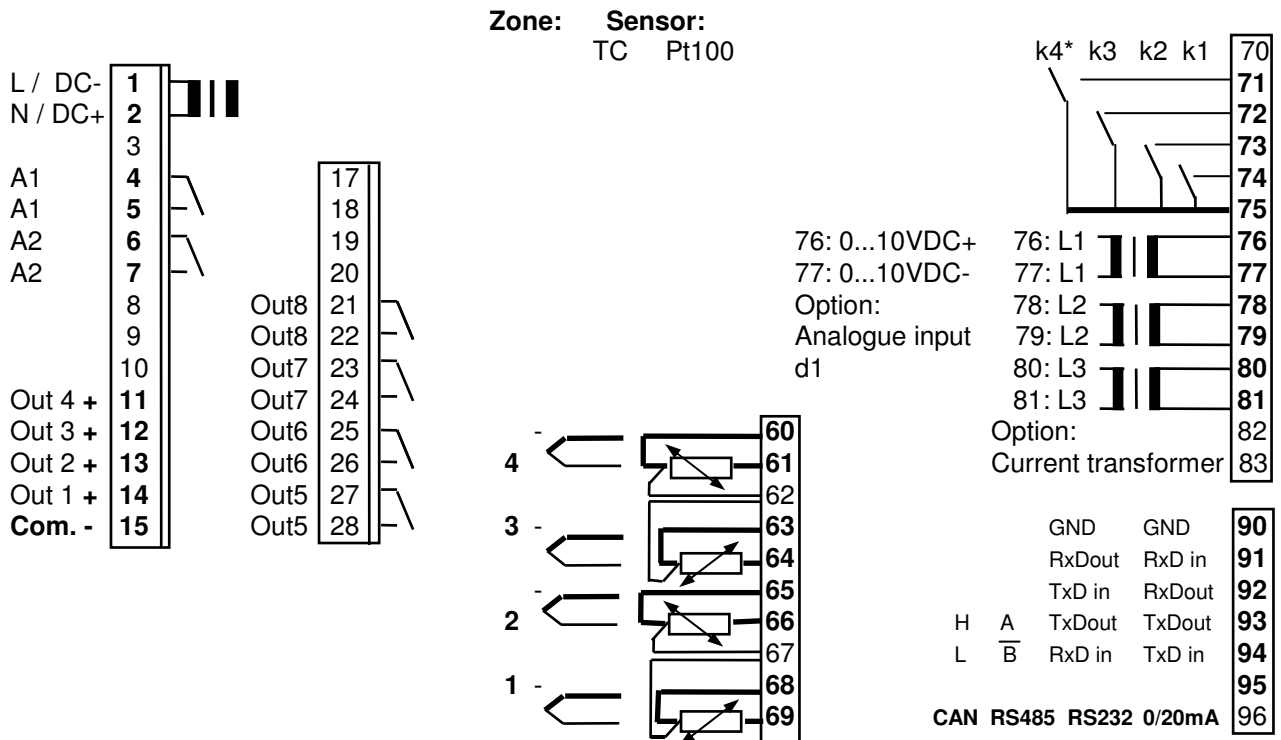 Zone: Sensor:
TC Pt100
L / DC- 1
N / DC+ 2
3
A1 4
A1 5
A2 6
A2 7
8
9
10
Out 4 + 11
Out 3 + 12
Out 2 + 13
Out 1 + 14
Com. - 15
17
18
19
20
Out8 21
Out8 22
Out7 23
Out7 24
Out6 25
Out6 26
Out5 27
Out5 28
4 -
3 -
2 -
1 -
60
61
62
63
64
65
66
67
68
69
k4* k3 k2 k1 70
71
72
73
74
75
76: 0...10VDC+ 76: L1 76
77: 0...10VDC- 77: L1 77
Option: 78: L2 78
Analogue input 79: L2 79
d1 80: L3 80
81: L3 81
Option: 82
Current transformer 83
GND GND 90
RxDout RxD in 91
TxD in RxDout 92
H A TxDout TxDout 93
L B̅ RxD in TxD in 94
95
CAN RS485 RS232 0/20mA 96